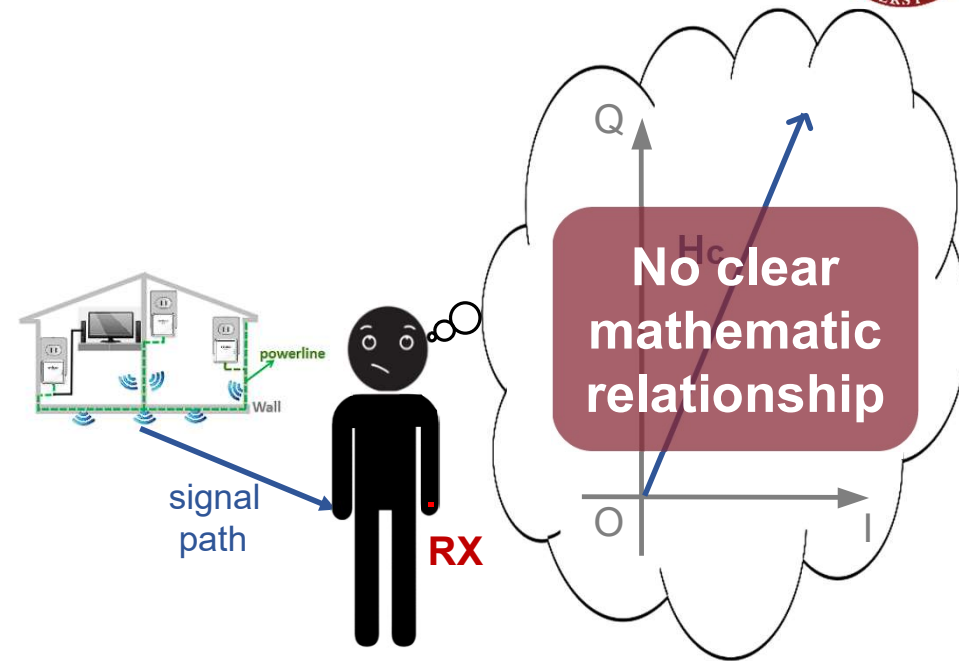 Q
Hc
No clear
mathematic
relationship
powerline
Wall
signal
path
RX
O
I